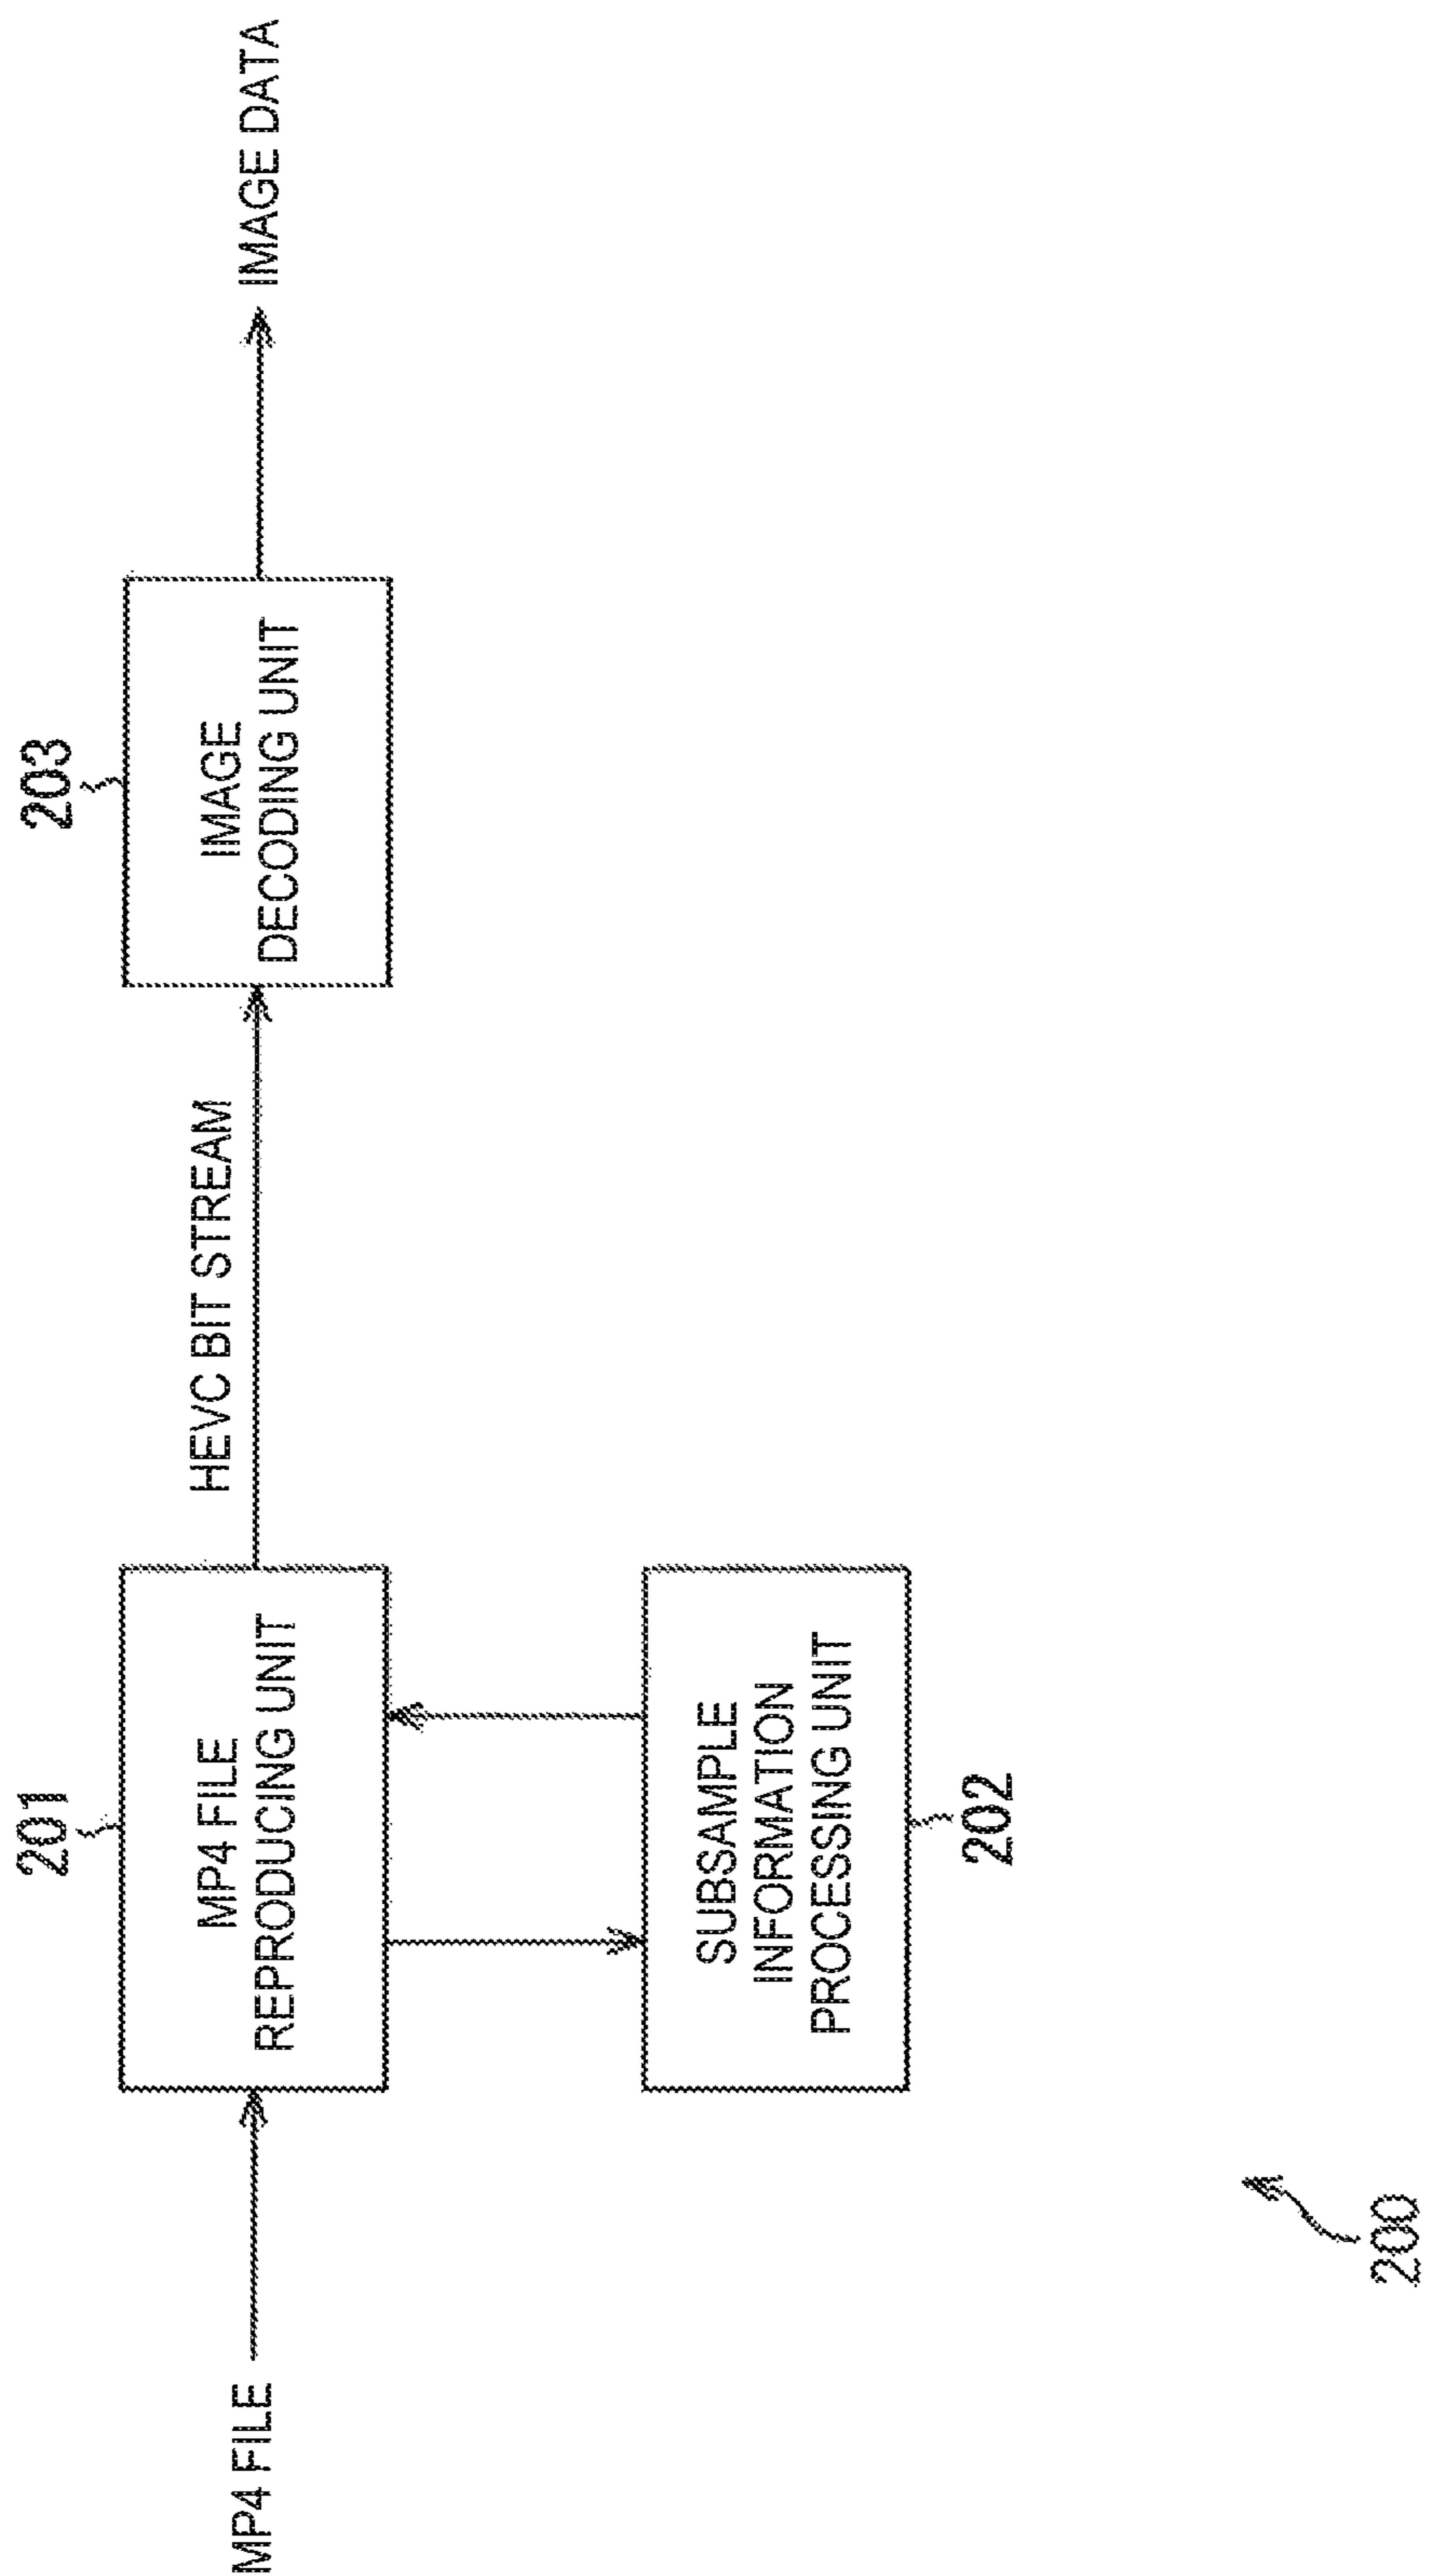 201
203
HEVC BIT STREAM
MP4 FILE
MP4 FILE
REPRODUCING UNIT
IMAGE
DECODING UNIT
IMAGE DATA
SUBSAMPLE
INFORMATION
PROCESSING UNIT
202
200